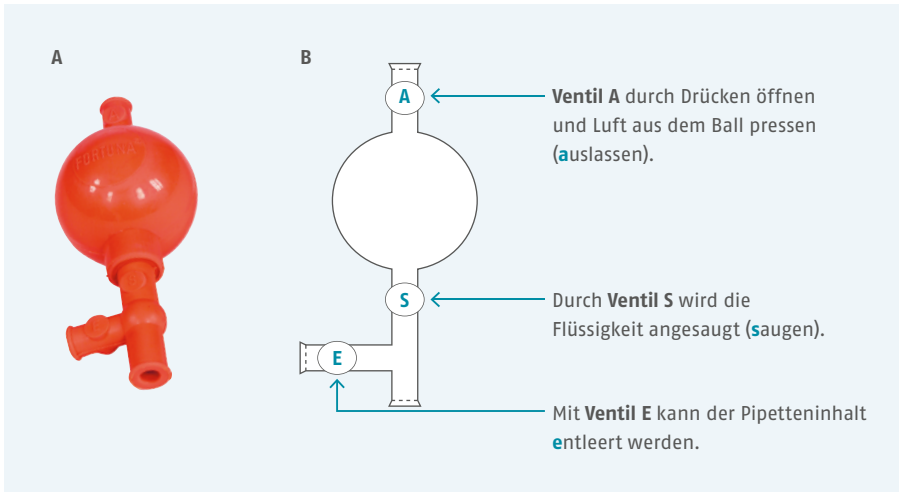 A
B
FORTUNA®
A
Ventil A durch Drücken öffnen
und Luft aus dem Ball pressen
(auslassen).
S
Durch Ventil S wird die
Flüssigkeit angesaugt (saugen).
E
Mit Ventil E kann der Pipetteninhalt
entleert werden.